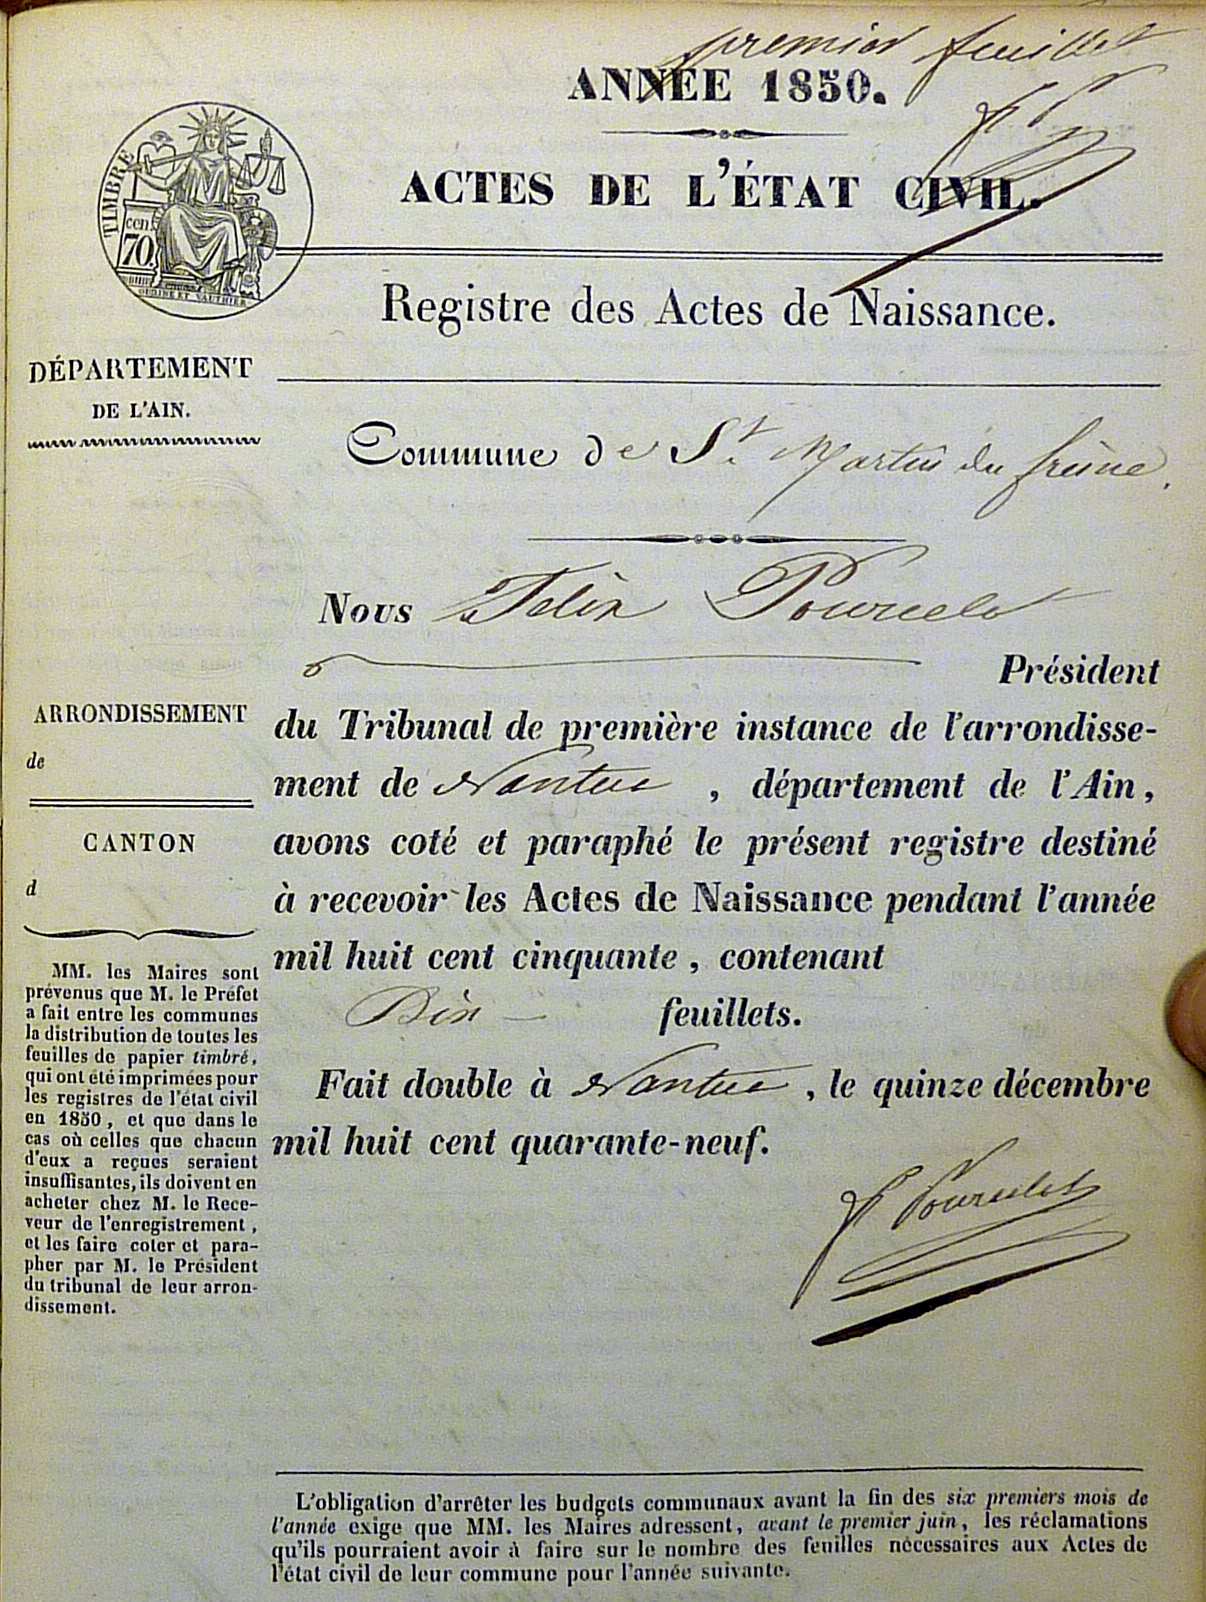 premier feuillet
ANNÉE 1850.
ACTES DE L'ÉTAT CIVIL.
TIMBRE
cen.
70.
OUDINE ET VAUTHIER
Registre des Actes de Naissance.
DÉPARTEMENT
DE L'AIN.
Commune de St. Martin du frène.
Nous Félix Pourcelot
Président
ARRONDISSEMENT
de
CANTON
d
du Tribunal de première instance de l'arrondisse-
ment de Nantua, département de l'Ain,
avons coté et paraphé le présent registre destiné
à recevoir les Actes de Naissance pendant l'année
mil huit cent cinquante, contenant
Dix feuillets.
Fait double à Nantua, le quinze décembre
mil huit cent quarante-neuf.
F Pourcelot
MM. les Maires sont
prévenus que M. le Préfet
a fait entre les communes
la distribution de toutes les
feuilles de papier timbré,
qui ont été imprimées pour
les registres de l'état civil
en 1850, et que dans le
cas où celles que chacun
d'eux a reçues seraient
insuffisantes, ils doivent en
acheter chez M. le Rece-
veur de l'enregistrement,
et les faire coter et para-
pher par M. le Président
du tribunal de leur arron-
dissement.
L'obligation d'arrêter les budgets communaux avant la fin des six premiers mois de
l'année exige que MM. les Maires adressent, avant le premier juin, les réclamations
qu'ils pourraient avoir à faire sur le nombre des feuilles nécessaires aux Actes de
l'état civil de leur commune pour l'année suivante.